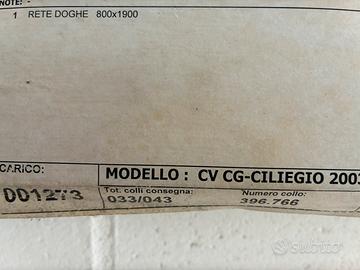 NOTE: -
1 RETE DOGHE 800x1900
CARICO:
001273
MODELLO : CV CG-CILIEGIO 2003
Tot. colli consegna:
033/043
Numero collo:
396.766
subito